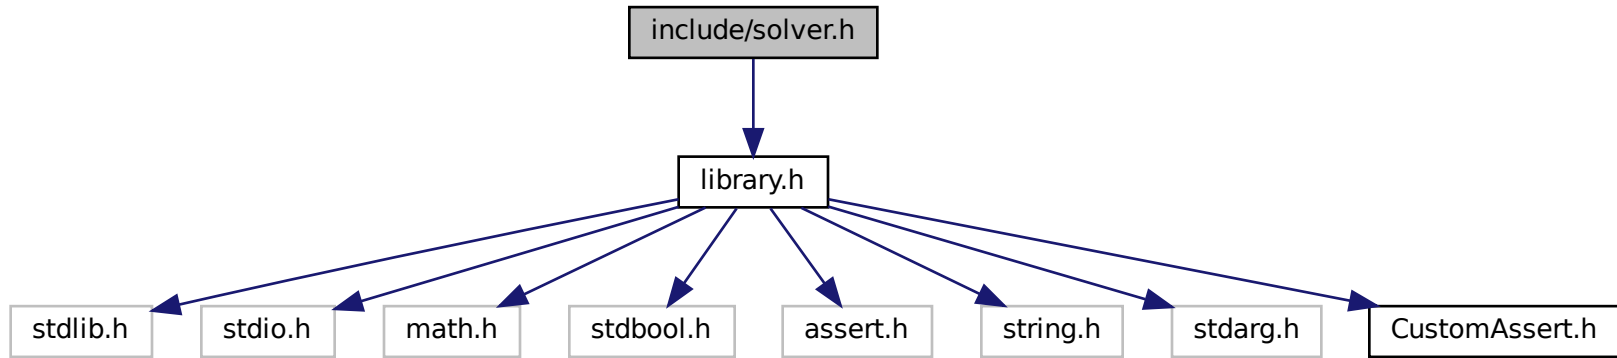 include/solver.h
library.h
stdlib.h
stdio.h
math.h
stdbool.h
assert.h
string.h
stdarg.h
CustomAssert.h